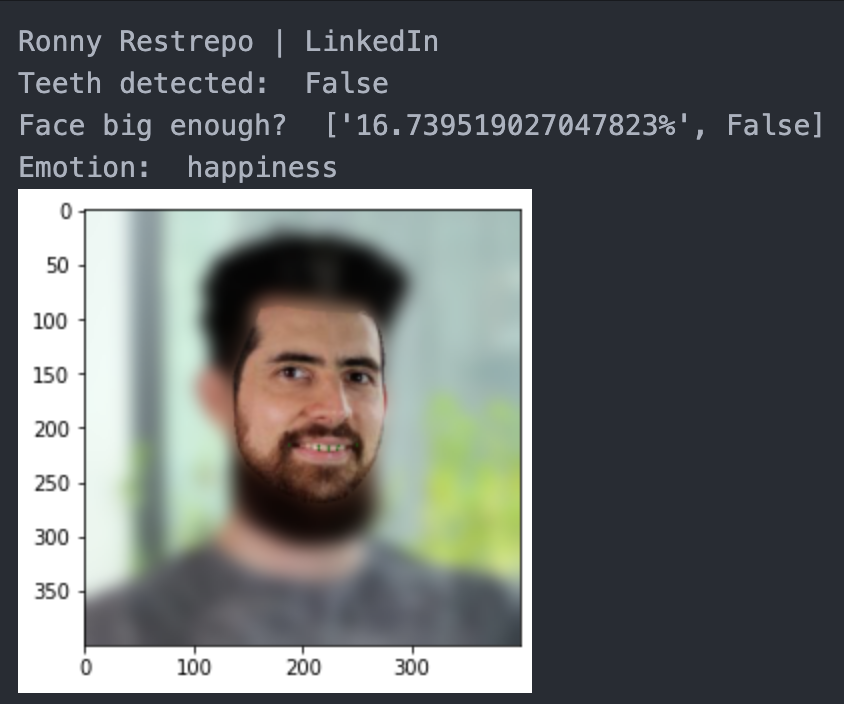 Ronny Restrepo | LinkedIn
Teeth detected:  False
Face big enough?  ['16.739519027047823%', False]
Emotion:  happiness
0
50
100
150
200
250
300
350
0 100 200 300